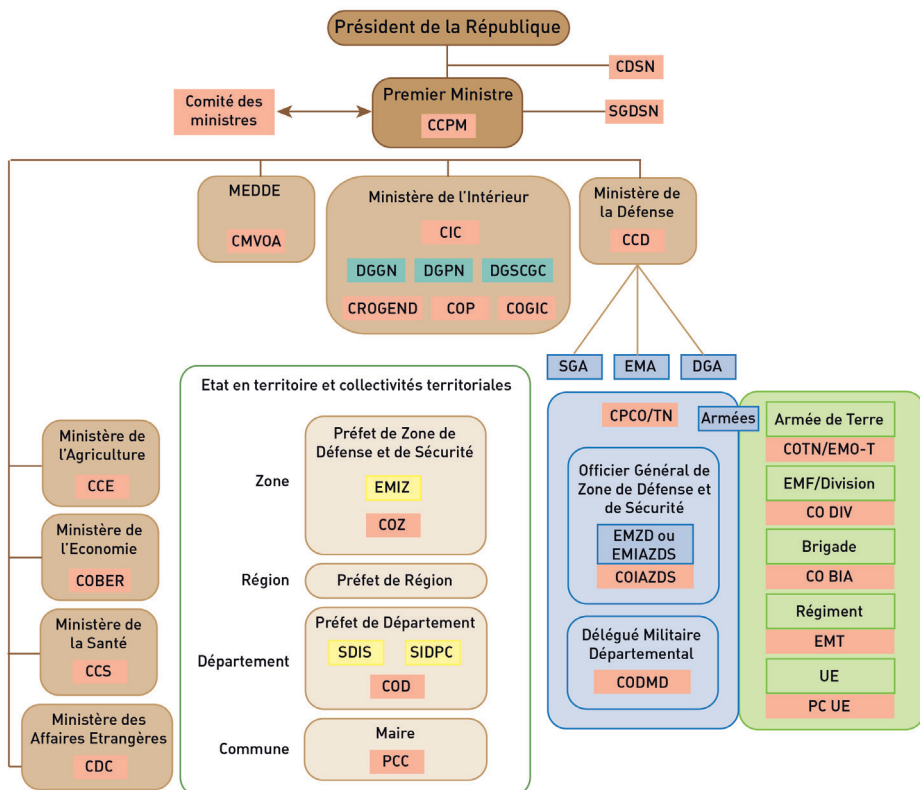 Président de la République
CDSN
Comité des
ministres
Premier Ministre
CCPM
SGDSN
MEDDE
CMVOA
Ministère de l'Intérieur
CIC
DGGN
DGPN
DGSCGC
CROGEND
COP
COGIC
Ministère de
la Défense
CCD
SGA
EMA
DGA
Ministère de
l'Agriculture
CCE
Ministère de
l'Economie
COBER
Ministère de
la Santé
CCS
Ministère des
Affaires Etrangères
CDC
Etat en territoire et collectivités territoriales
Zone
Préfet de Zone de
Défense et de Sécurité
EMIZ
COZ
Région
Préfet de Région
Département
Préfet de Département
SDIS
SIDPC
COD
Commune
Maire
PCC
CPCO/TN
Armées
Officier Général de
Zone de Défense et
de Sécurité
EMZD ou
EMIAZDS
COIAZDS
Délégué Militaire
Départemental
CODMD
Armée de Terre
COTN/EMO-T
EMF/Division
CO DIV
Brigade
CO BIA
Régiment
EMT
UE
PC UE